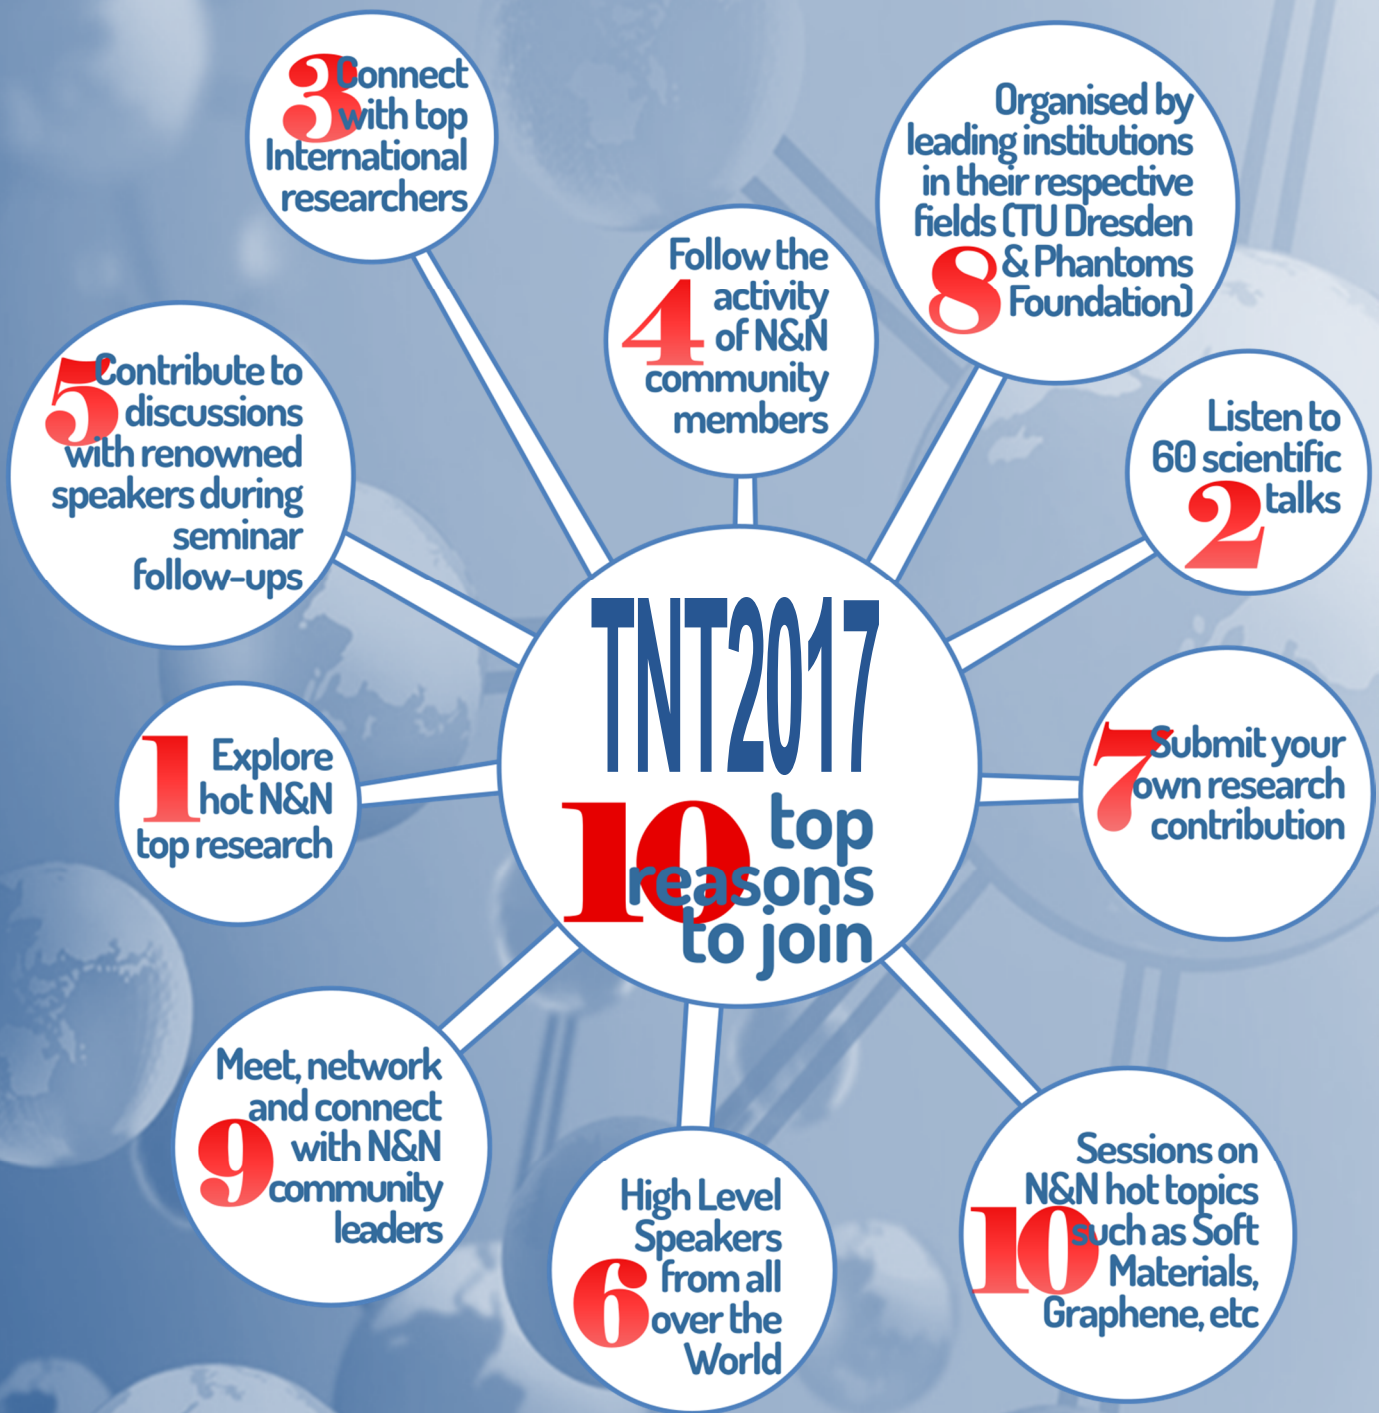 TNT2017
10 top
reasons
to join
1 Explore
hot N&N
top research
Listen to
60 scientific
2 talks
3 Connect
with top
International
researchers
Follow the
4 activity
of N&N
community
members
5 Contribute to
discussions
with renowned
speakers during
seminar
follow-ups
High Level
Speakers
6 from all
over the
World
7 Submit your
own research
contribution
Organised by
leading institutions
in their respective
fields (TU Dresden
8 & Phantoms
Foundation)
Meet, network
and connect
9 with N&N
community
leaders
Sessions on
N&N hot topics
10 such as Soft
Materials,
Graphene, etc